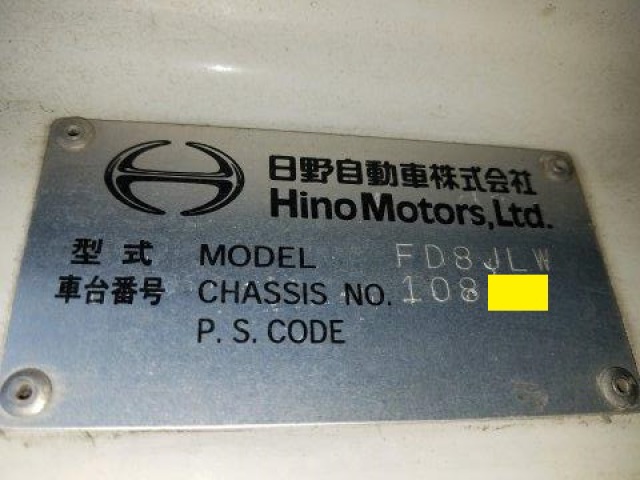 日野自動車株式会社
Hino Motors, Ltd.
型式 MODEL FD8JLW
車台番号 CHASSIS NO. 108
P. S. CODE